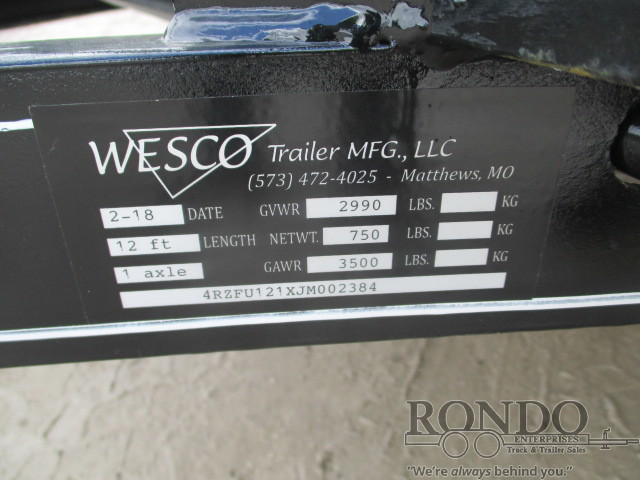 WESCO Trailer MFG., LLC
(573) 472-4025 - Matthews, MO
2-18 DATE GVWR 2990 LBS. KG
12 ft LENGTH NETWT. 750 LBS. KG
1 axle GAWR 3500 LBS. KG
4RZFU121XJM002384
RONDO
ENTERPRISES
Truck & Trailer Sales
"We're always behind you."